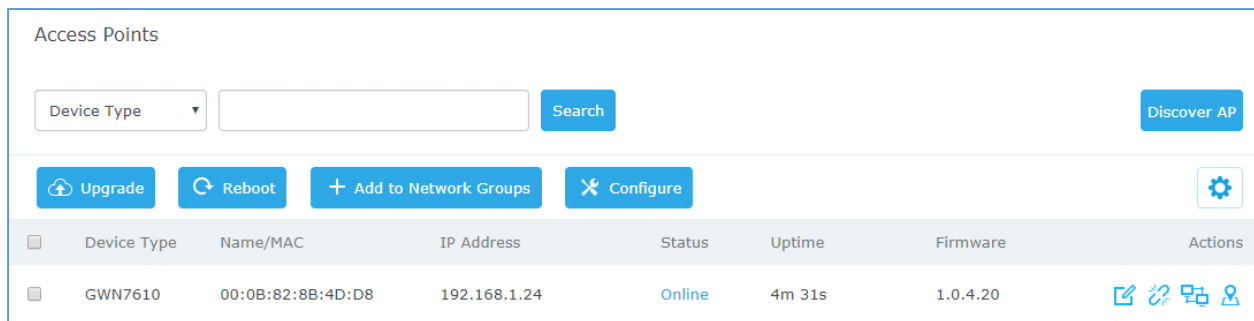 Access Points
Device Type Search Discover AP
Upgrade Reboot + Add to Network Groups Configure
Device Type Name/MAC IP Address Status Uptime Firmware Actions
GWN7610 00:0B:82:8B:4D:D8 192.168.1.24 Online 4m 31s 1.0.4.20